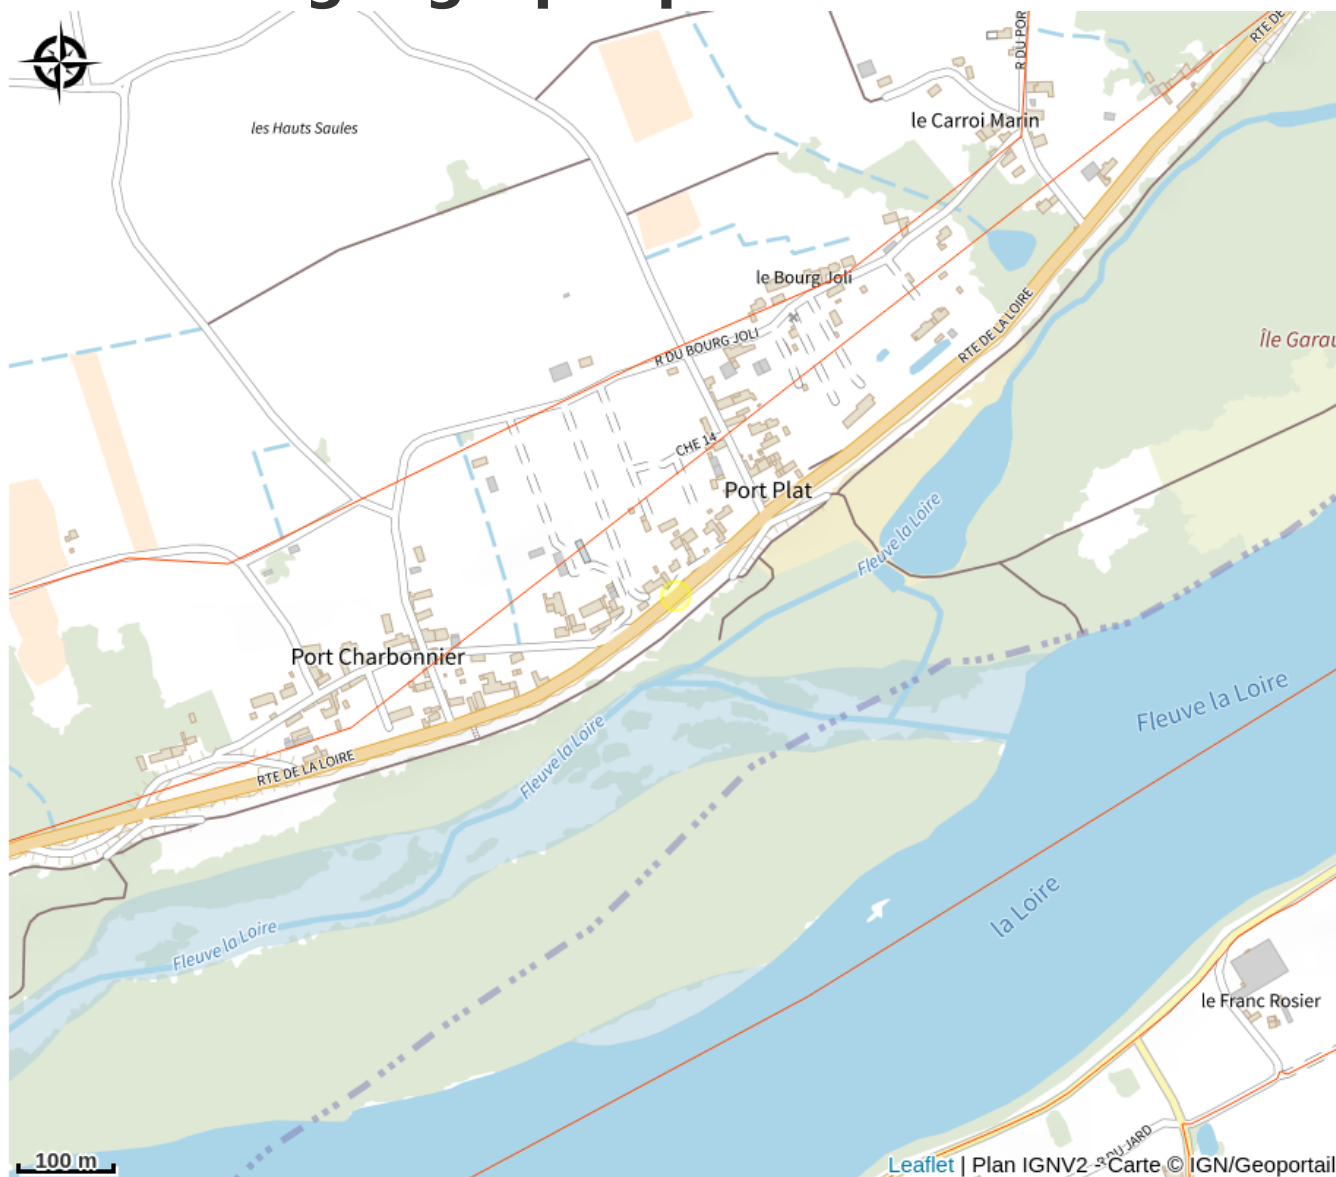 R DU POR
RTE DE
les Hauts Saules
le Carroi Marin
le Bourg Joli
R DU BOURG JOLI
RTE DE LA LOIRE
Île Garau
CHE 14
Port Plat
Fleuve la Loire
Port Charbonnier
Fleuve la Loire
Fleuve la Loire
RTE DE LA LOIRE
la Loire
Fleuve la Loire
le Franc Rosier
R DU JARD
100 m
Leaflet | Plan IGNV2 - Carte © IGN/Geoportail